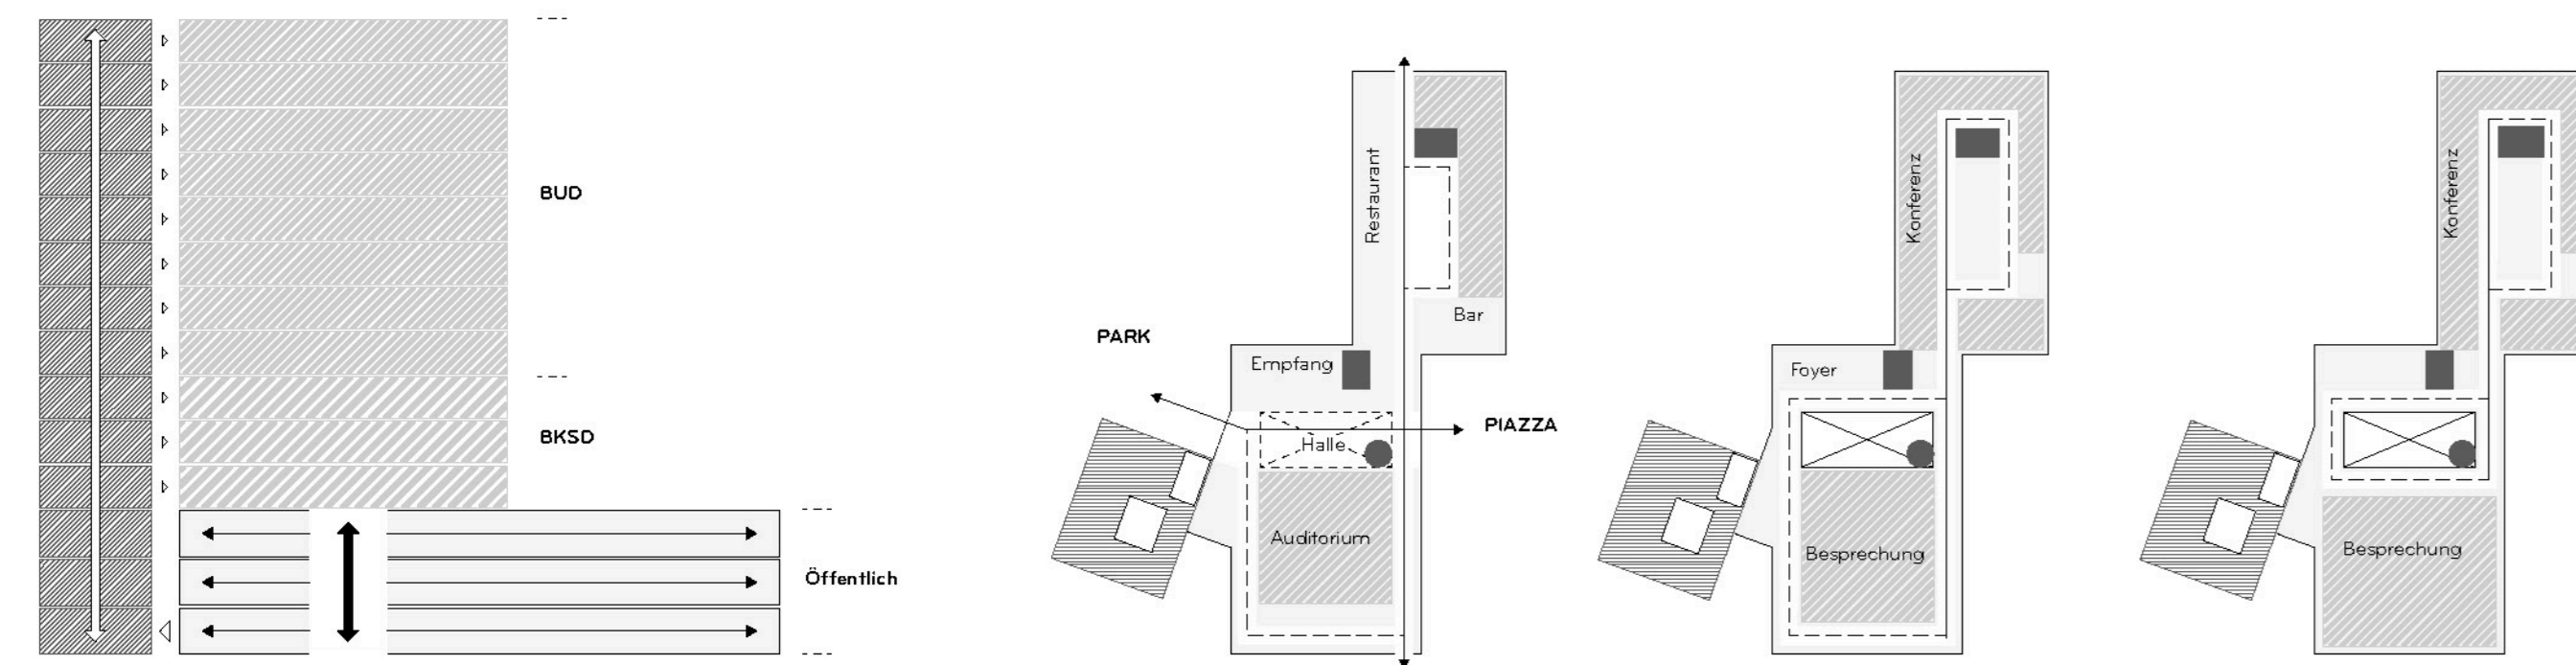 BUD
BKSD
Öffentlich
PARK
Restaurant
Bar
Empfang
PIAZZA
Halle
Auditorium
Konferenz
Foyer
Besprechung
Konferenz
Besprechung